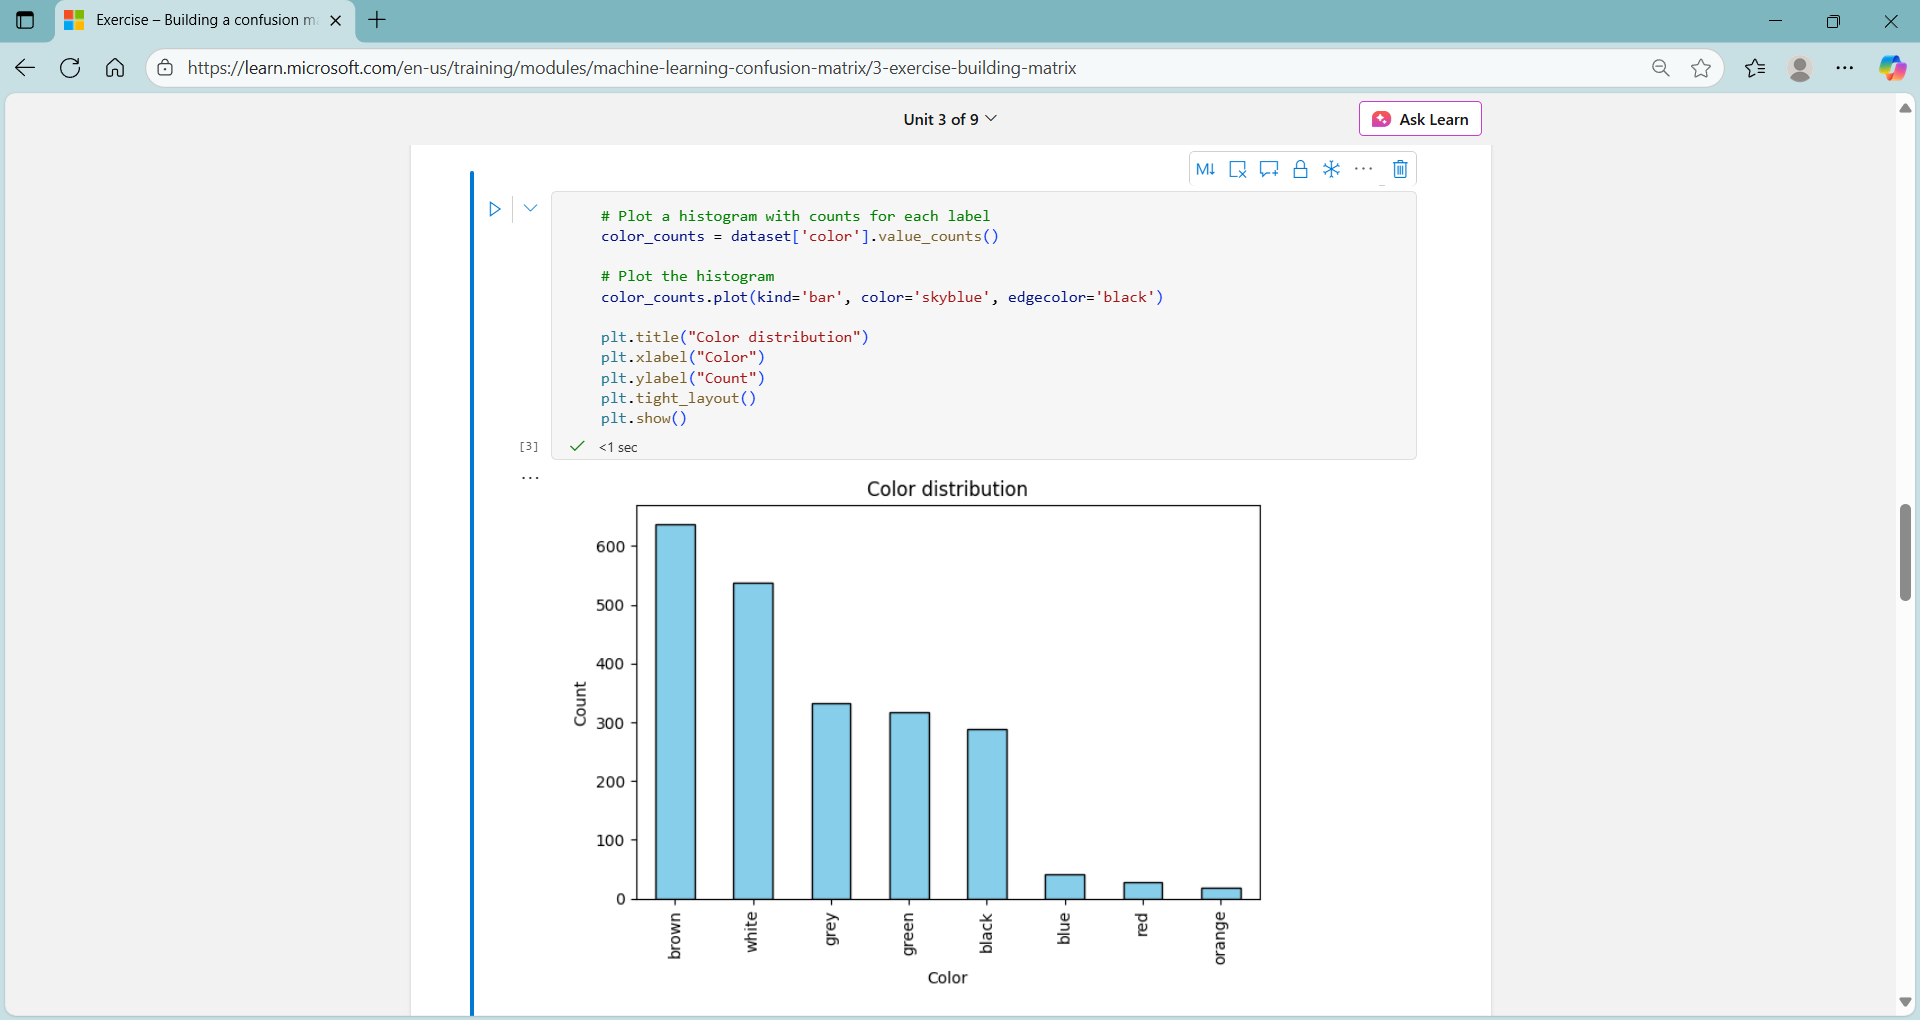 Exercise – Building a confusion m
https://learn.microsoft.com/en-us/training/modules/machine-learning-confusion-matrix/3-exercise-building-matrix
Unit 3 of 9
Ask Learn
M↓
# Plot a histogram with counts for each label
color_counts = dataset['color'].value_counts()
# Plot the histogram
color_counts.plot(kind='bar', color='skyblue', edgecolor='black')
plt.title("Color distribution")
plt.xlabel("Color")
plt.ylabel("Count")
plt.tight_layout()
plt.show()
[3]
<1 sec
Color distribution
600
500
400
300
200
100
0
Count
brown
white
grey
green
black
blue
red
orange
Color